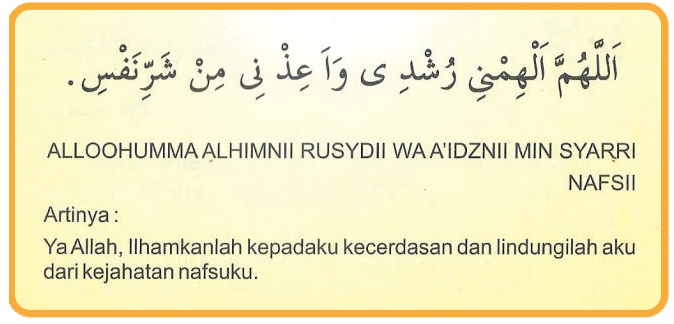 اَللَّهُمَّ اَلْهِمْنِيْ رُشْدِ ى وَاَ عِذْ نِى مِنْ شَرِّنَفْسِ .
ALLOOHUMMA ALHIMNII RUSYDII WA A'IDZNII MIN SYARRI
NAFSII
Artinya :
Ya Allah, Ilhamkanlah kepadaku kecerdasan dan lindungilah aku
dari kejahatan nafsuku.